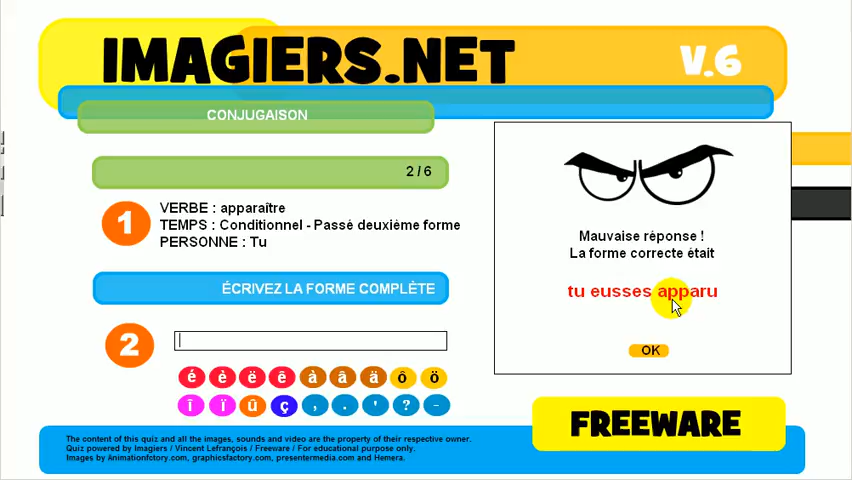 IMAGIERS.NET
V.6
CONJUGAISON
2 / 6
1
VERBE : apparaître
TEMPS : Conditionnel - Passé deuxième forme
PERSONNE : Tu
ÉCRIVEZ LA FORME COMPLÈTE
2
é è ë ê à â ä ô ö
î ï û ç , . ' ? -
Mauvaise réponse !
La forme correcte était
tu eusses apparu
OK
FREEWARE
The content of this quiz and all the images, sounds and video are the property of their respective owner.
Quiz powered by Imagiers / Vincent Lefrançois / Freeware / For educational purpose only.
Images by Animationfctory.com, graphicsfactory.com, presentermedia.com and Hemera.